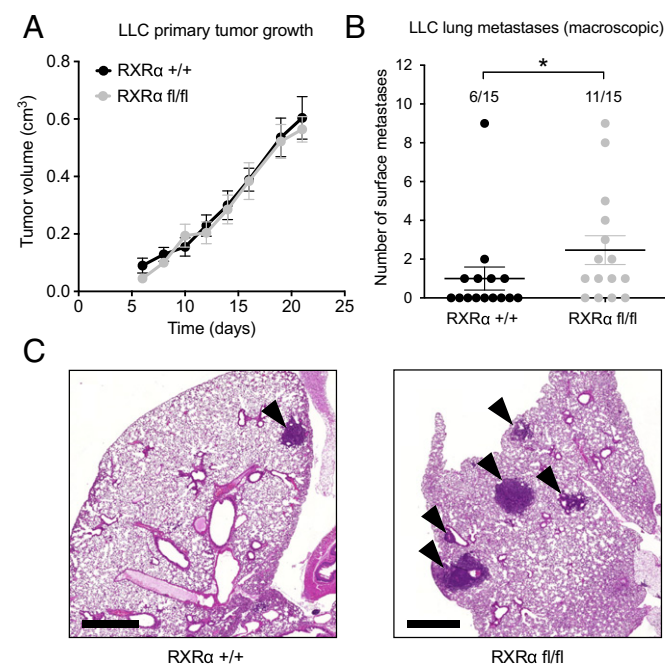 A
LLC primary tumor growth
RXRα +/+
RXRα fl/fl
Tumor volume (cm³)
0.8
0.6
0.4
0.2
0.0
0 5 10 15 20 25
Time (days)
B
LLC lung metastases (macroscopic)
*
6/15 11/15
Number of surface metastases
12
10
8
6
4
2
0
RXRα +/+ RXRα fl/fl
C
RXRα +/+ RXRα fl/fl